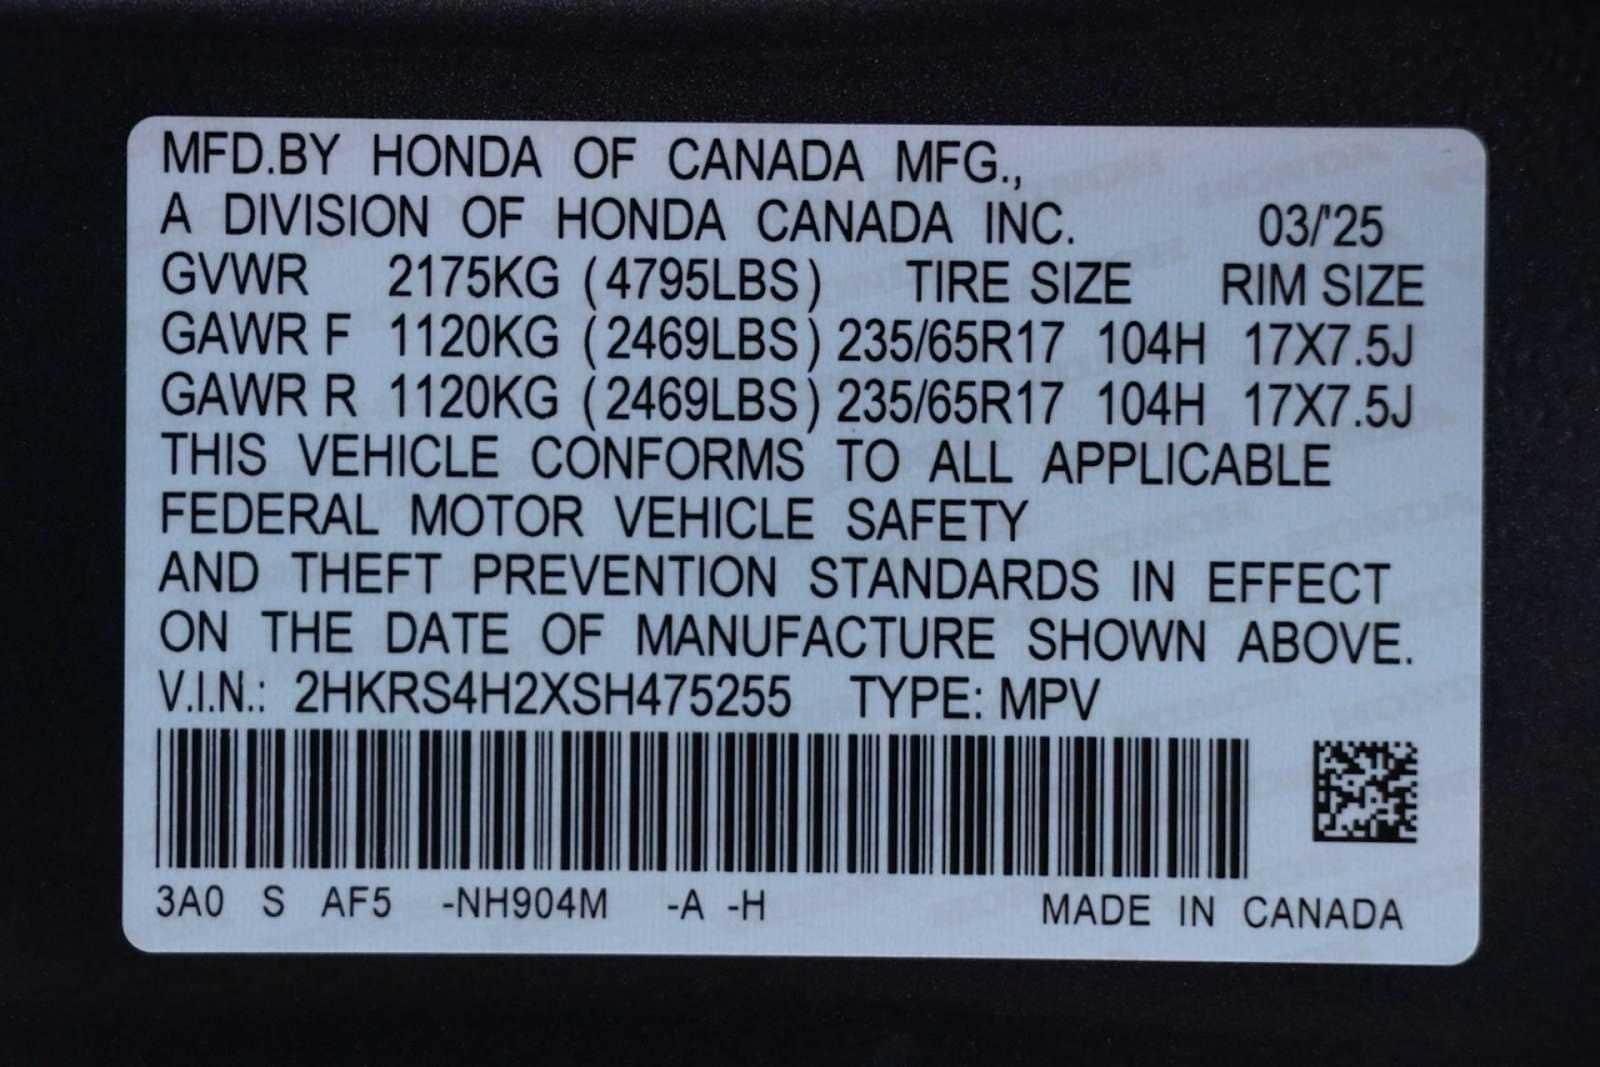 MFD.BY HONDA OF CANADA MFG.,
A DIVISION OF HONDA CANADA INC. 03/'25
GVWR 2175KG (4795LBS) TIRE SIZE RIM SIZE
GAWR F 1120KG (2469LBS) 235/65R17 104H 17X7.5J
GAWR R 1120KG (2469LBS) 235/65R17 104H 17X7.5J
THIS VEHICLE CONFORMS TO ALL APPLICABLE
FEDERAL MOTOR VEHICLE SAFETY
AND THEFT PREVENTION STANDARDS IN EFFECT
ON THE DATE OF MANUFACTURE SHOWN ABOVE.
V.I.N.: 2HKRS4H2XSH475255 TYPE: MPV
3A0 S AF5 -NH904M -A -H MADE IN CANADA